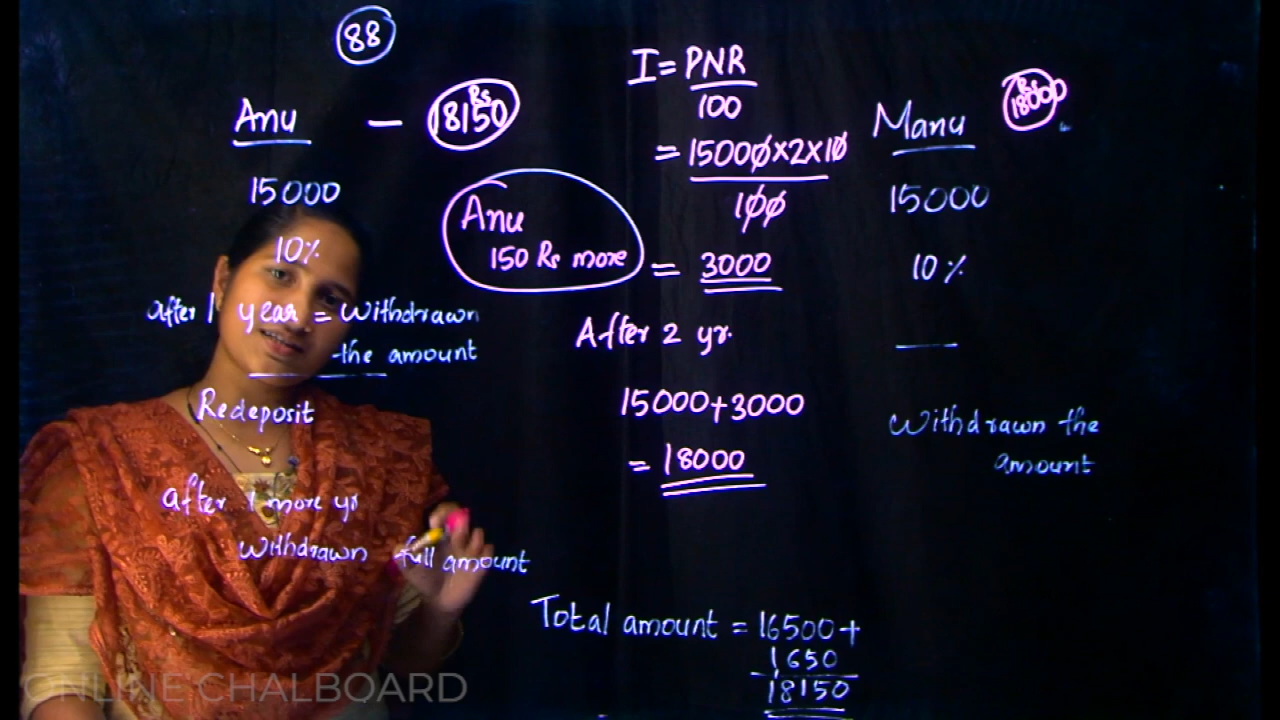 88
Anu — 18150 Rs
15000
10%
after 1 year = withdrawn
the amount
Redeposit
after 1 more yr
withdrawn full amount
Anu
150 Rs more
I = PNR
100
= 15000×2×10
100
= 3000
After 2 yr.
15000+3000
= 18000
Manu Rs 18000
15000
10%
withdrawn the
amount
Total amount = 16500+
1650
18150
ONLINE CHALBOARD